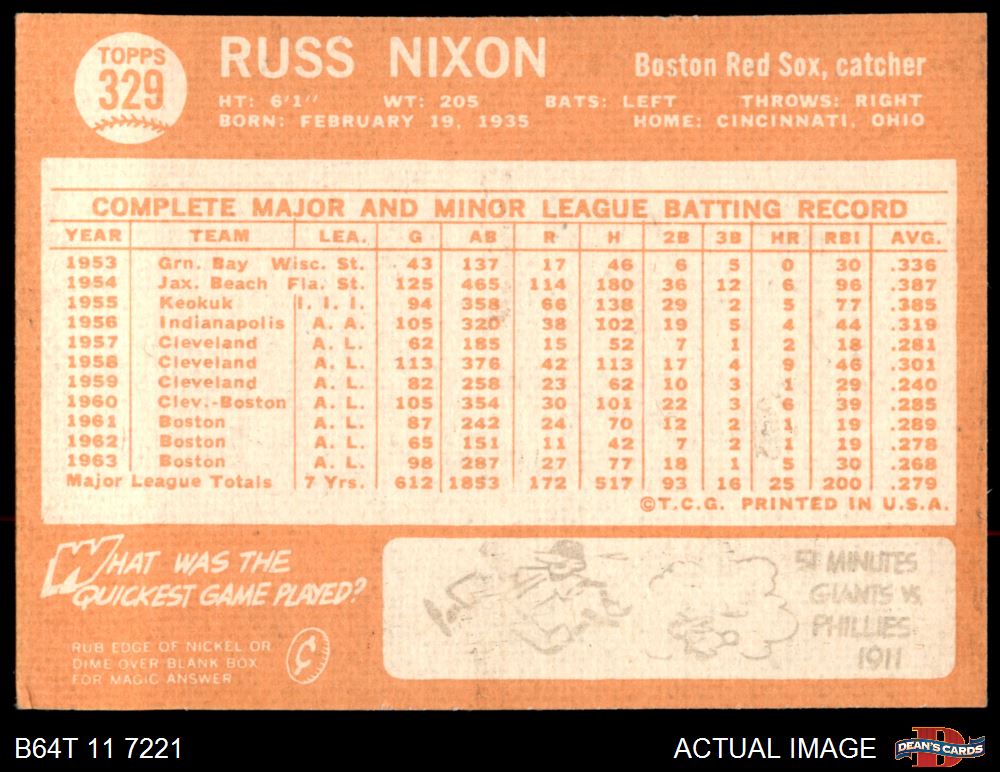 TOPPS
329
RUSS NIXON
Boston Red Sox, catcher
HT: 6'1" WT: 205 BATS: LEFT THROWS: RIGHT
BORN: FEBRUARY 19, 1935 HOME: CINCINNATI, OHIO
COMPLETE MAJOR AND MINOR LEAGUE BATTING RECORD
YEAR TEAM LEA. G AB R H 2B 3B HR RBI AVG.
1953 Grn. Bay Wisc. St. 43 137 17 46 6 5 0 30 .336
1954 Jax. Beach Fla. St. 125 465 114 180 36 12 6 96 .387
1955 Keokuk I. I. I. 94 358 66 138 29 2 5 77 .385
1956 Indianapolis A. A. 105 320 38 102 19 5 4 44 .319
1957 Cleveland A. L. 62 185 15 52 7 1 2 18 .281
1958 Cleveland A. L. 113 376 42 113 17 4 9 46 .301
1959 Cleveland A. L. 82 258 23 62 10 3 1 29 .240
1960 Clev.-Boston A. L. 105 354 30 101 22 3 6 39 .285
1961 Boston A. L. 87 242 24 70 12 2 1 19 .289
1962 Boston A. L. 65 151 11 42 7 2 1 19 .278
1963 Boston A. L. 98 287 27 77 18 1 5 30 .268
Major League Totals 7 Yrs. 612 1853 172 517 93 16 25 200 .279
©T.C.G. PRINTED IN U.S.A.
WHAT WAS THE
QUICKEST GAME PLAYED?
RUB EDGE OF NICKEL OR
DIME OVER BLANK BOX
FOR MAGIC ANSWER
¢
51 MINUTES
GIANTS VS.
PHILLIES
1911
B64T 11 7221
ACTUAL IMAGE
DEAN'S CARDS